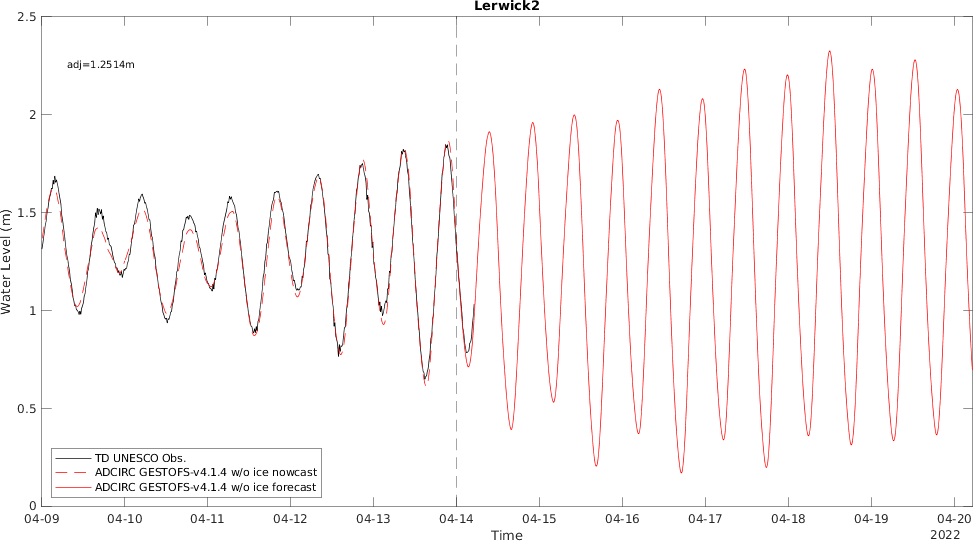 Lerwick2
2.5
2
1.5
1
0.5
0
Water Level (m)
adj=1.2514m
TD UNESCO Obs.
ADCIRC GESTOFS-v4.1.4 w/o ice nowcast
ADCIRC GESTOFS-v4.1.4 w/o ice forecast
04-09 04-10 04-11 04-12 04-13 04-14 04-15 04-16 04-17 04-18 04-19 04-20
Time
2022